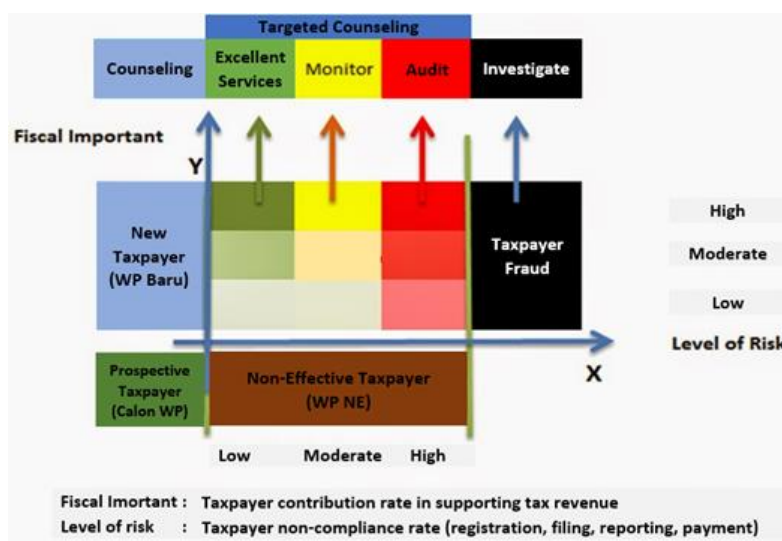 Targeted Counseling
Counseling
Excellent
Services
Monitor
Audit
Investigate
Fiscal Important
Y
New
Taxpayer
(WP Baru)
Taxpayer
Fraud
High
Moderate
Low
Level of Risk
X
Prospective
Taxpayer
(Calon WP)
Non-Effective Taxpayer
(WP NE)
Low Moderate High
Fiscal Imortant : Taxpayer contribution rate in supporting tax revenue
Level of risk : Taxpayer non-compliance rate (registration, filing, reporting, payment)